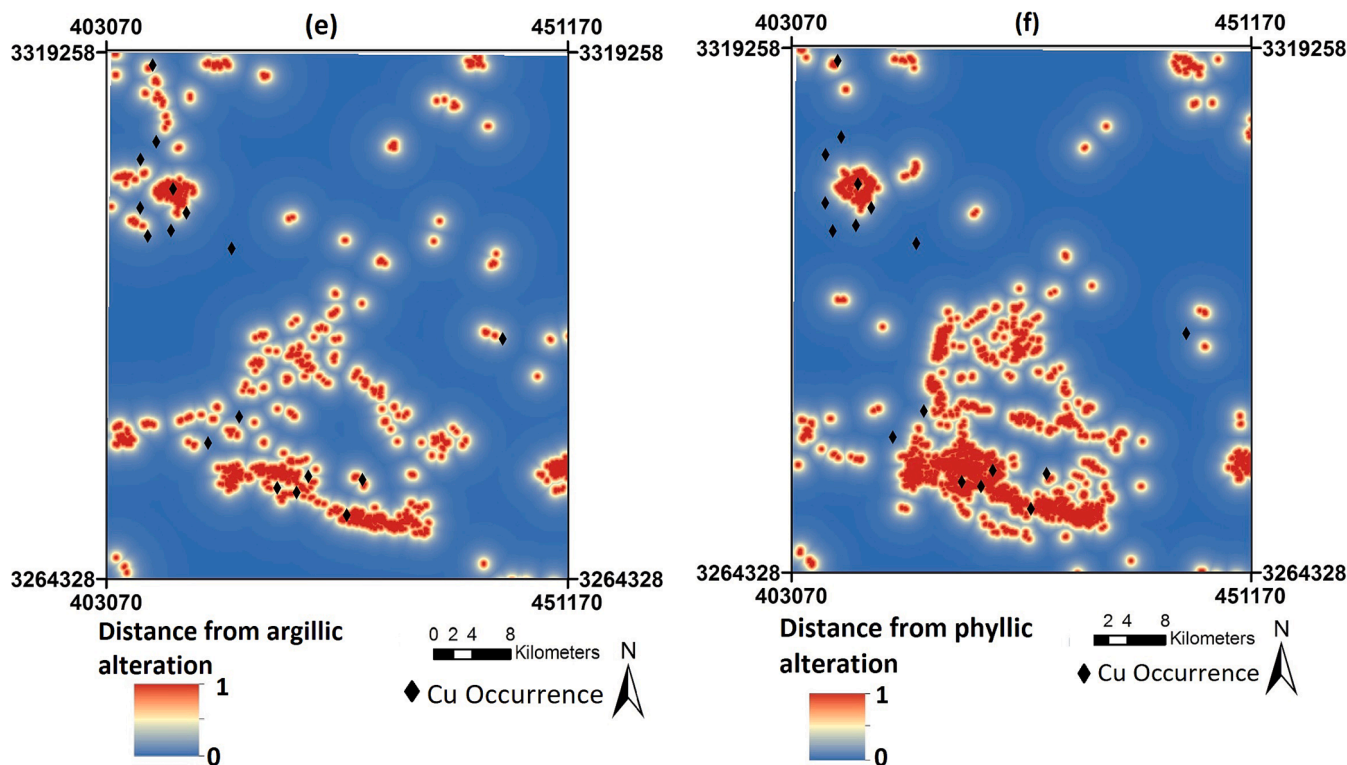 403070 (e) 451170
3319258 3319258
3264328 3264328
403070 451170
Distance from argillic
alteration
1
0
0 2 4 8
Kilometers
Cu Occurrence
N
403070 (f) 451170
3319258 3319258
3264328 3264328
403070 451170
Distance from phyllic
alteration
1
0
2 4 8
Kilometers
Cu Occurrence
N